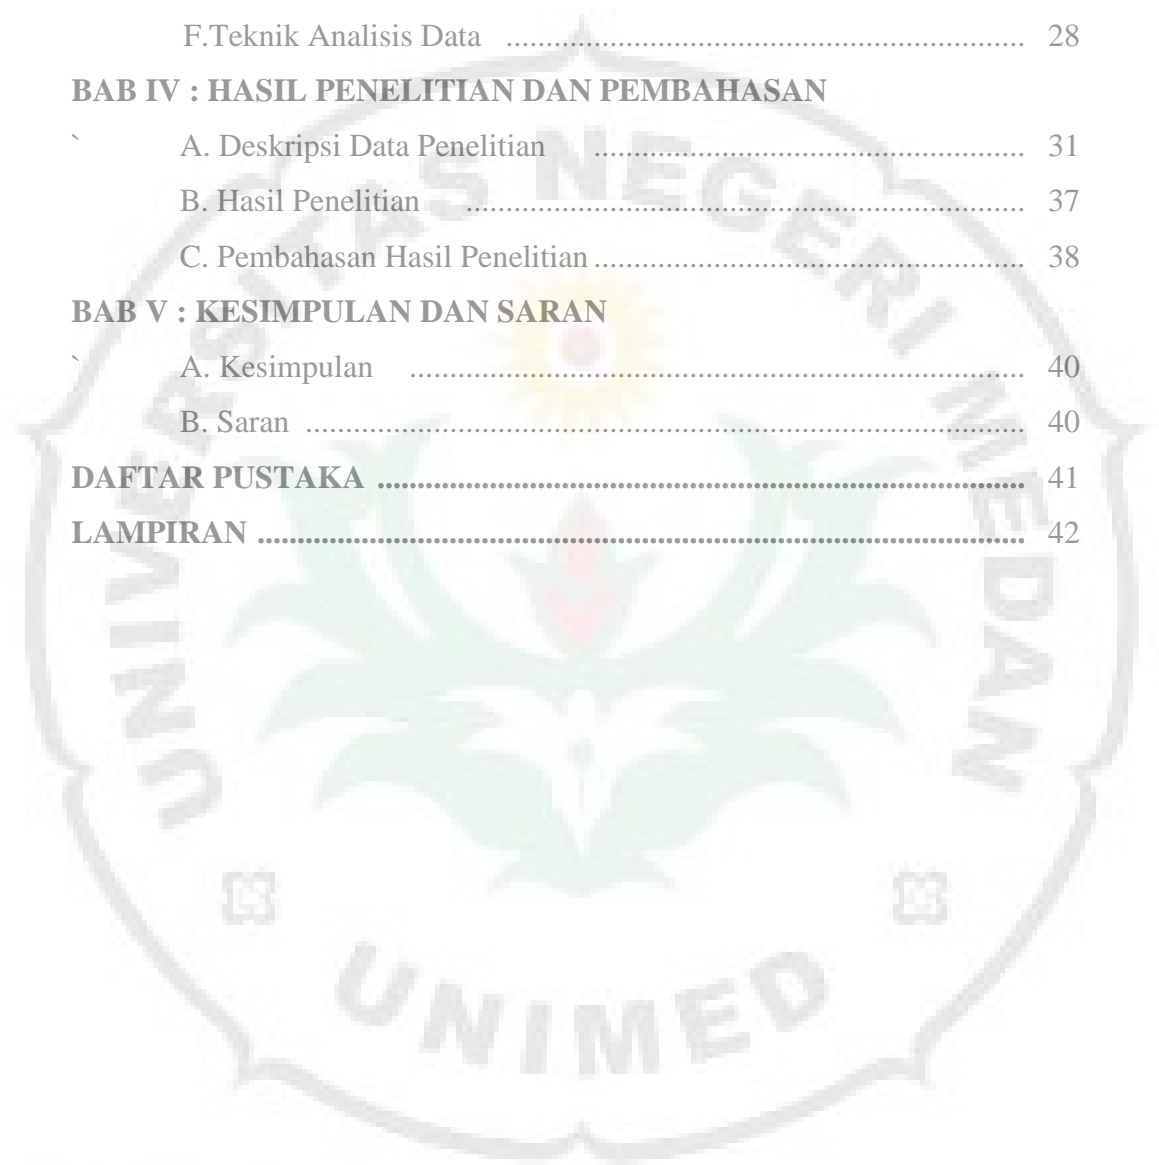 F.Teknik Analisis Data ................................................................ 28
BAB IV : HASIL PENELITIAN DAN PEMBAHASAN
` A. Deskripsi Data Penelitian ..................................................... 31
B. Hasil Penelitian ..................................................................... 37
C. Pembahasan Hasil Penelitian ..................................................... 38
BAB V : KESIMPULAN DAN SARAN
` A. Kesimpulan ............................................................................ 40
B. Saran ......................................................................................... 40
DAFTAR PUSTAKA ................................................................................ 41
LAMPIRAN ............................................................................................... 42
UNIVERSITAS NEGERI MEDAN
UNIMED